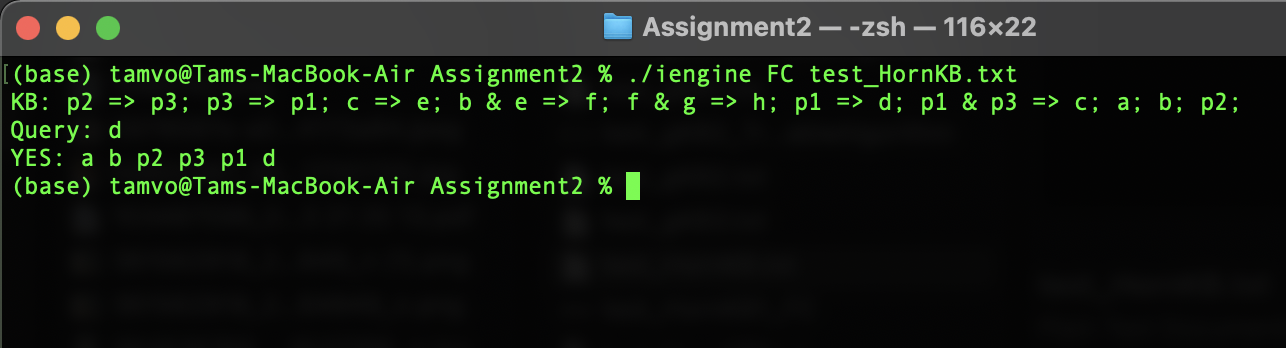 Assignment2 — -zsh — 116×22
[(base) tamvo@Tams-MacBook-Air Assignment2 % ./iengine FC test_HornKB.txt
KB: p2 => p3; p3 => p1; c => e; b & e => f; f & g => h; p1 => d; p1 & p3 => c; a; b; p2;
Query: d
YES: a b p2 p3 p1 d
(base) tamvo@Tams-MacBook-Air Assignment2 %